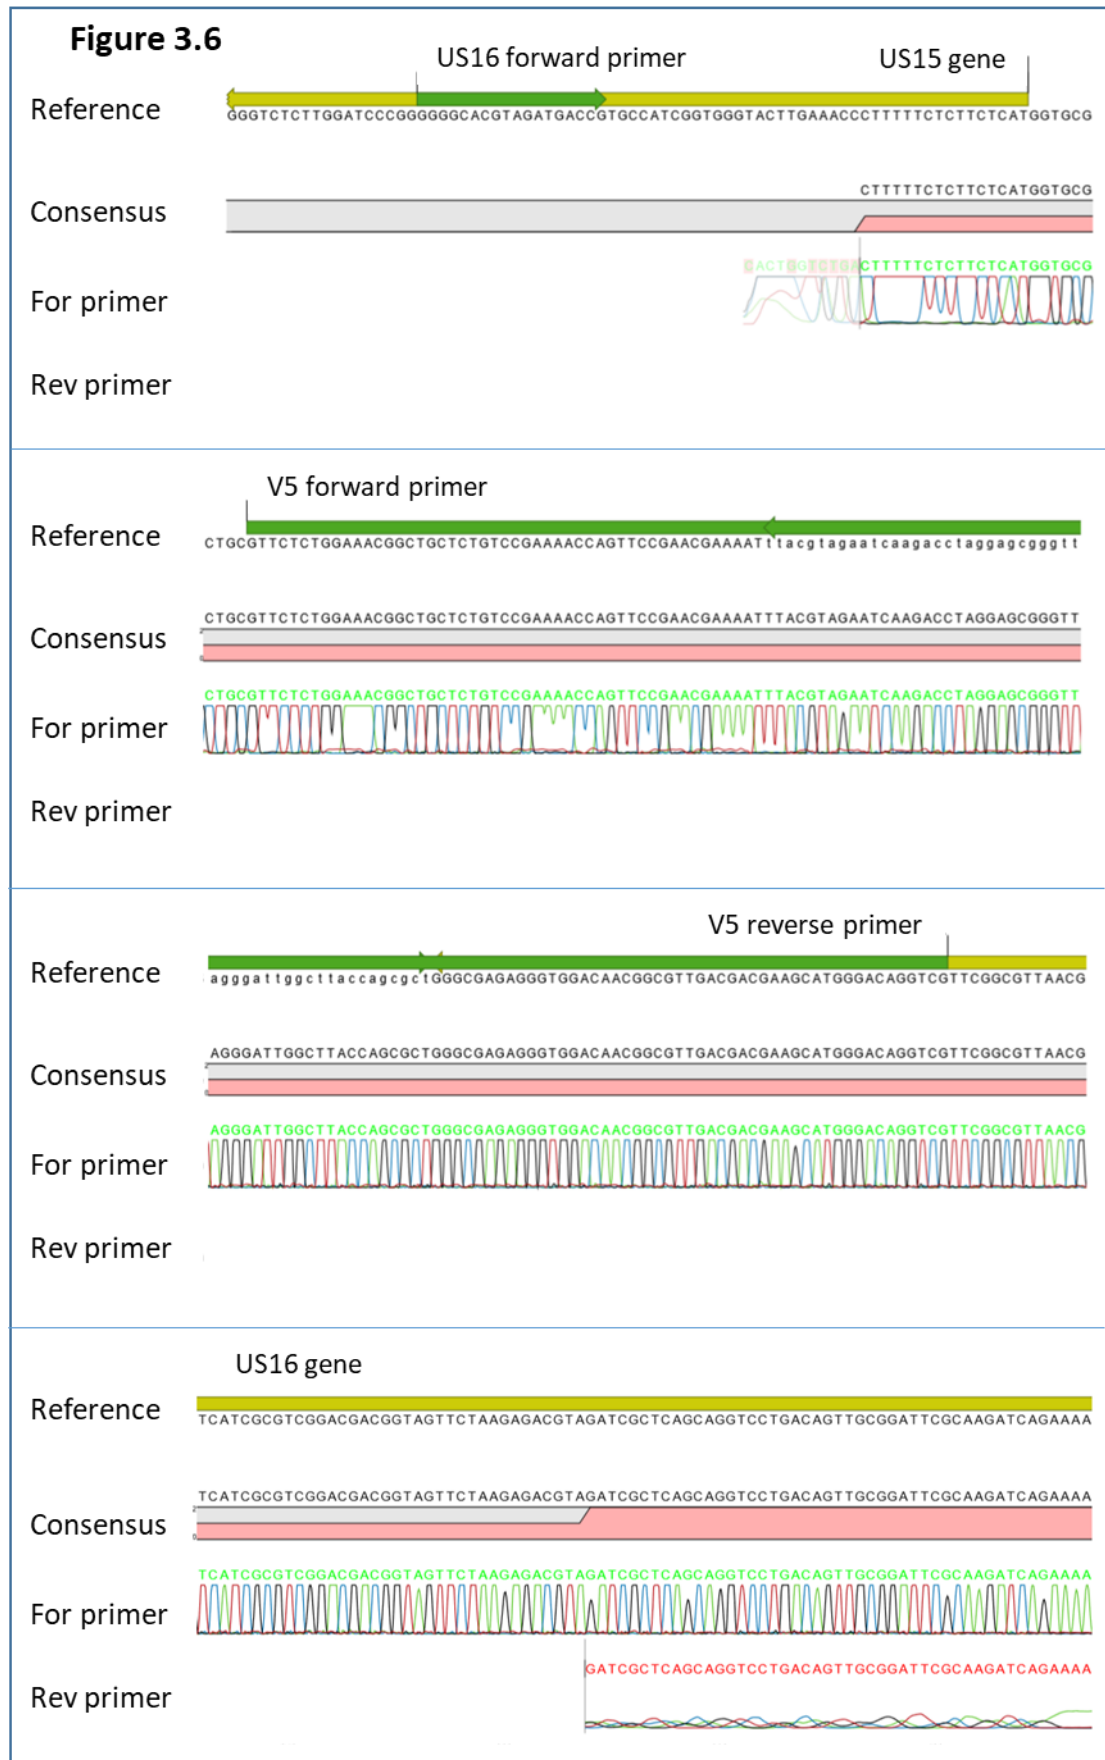 Figure 3.6
US16 forward primer
US15 gene
Reference
GGGTCTCTTGGATCCCGGGGGGCACGTAGATGACCGTGCCATCGGTGGGTACTTGAAACCCTTTTTCTCTTCTCATGGTGCG
CTTTTTCTCTTCTCATGGTGCG
Consensus
CTTTTTCTCTTCTCATGGTGCG
For primer
Rev primer
V5 forward primer
Reference
CTGCGTTCTCTGGAAACGGCTGCTCTGTCCGAAAACCAGTTCCGAACGAAAATttacgtagaatcaagacctaggagcgggtt
CTGCGTTCTCTGGAAACGGCTGCTCTGTCCGAAAACCAGTTCCGAACGAAAATTTACGTAGAATCAAGACCTAGGAGCGGGTT
Consensus
CTGCGTTCTCTGGAAACGGCTGCTCTGTCCGAAAACCAGTTCCGAACGAAAATTTACGTAGAATCAAGACCTAGGAGCGGGTT
For primer
Rev primer
V5 reverse primer
Reference
agggattggcttaccagcgctGGGCGAGAGGGTGGACAACGGCGTTGACGACGAAGCATGGGACAGGTCGTTCGGCGTTAACG
AGGGATTGGCTTACCAGCGCTGGGCGAGAGGGTGGACAACGGCGTTGACGACGAAGCATGGGACAGGTCGTTCGGCGTTAACG
Consensus
AGGGATTGGCTTACCAGCGCTGGGCGAGAGGGTGGACAACGGCGTTGACGACGAAGCATGGGACAGGTCGTTCGGCGTTAACG
For primer
Rev primer
US16 gene
Reference
TCATCGCGTCGGACGACGGTAGTTCTAAGAGACGTAGATCGCTCAGCAGGTCCTGACAGTTGCGGATTCGCAAGATCAGAAAA
TCATCGCGTCGGACGACGGTAGTTCTAAGAGACGTAGATCGCTCAGCAGGTCCTGACAGTTGCGGATTCGCAAGATCAGAAAA
2
0
Consensus
TCATCGCGTCGGACGACGGTAGTTCTAAGAGACGTAGATCGCTCAGCAGGTCCTGACAGTTGCGGATTCGCAAGATCAGAAAA
For primer
GATCGCTCAGCAGGTCCTGACAGTTGCGGATTCGCAAGATCAGAAAA
Rev primer